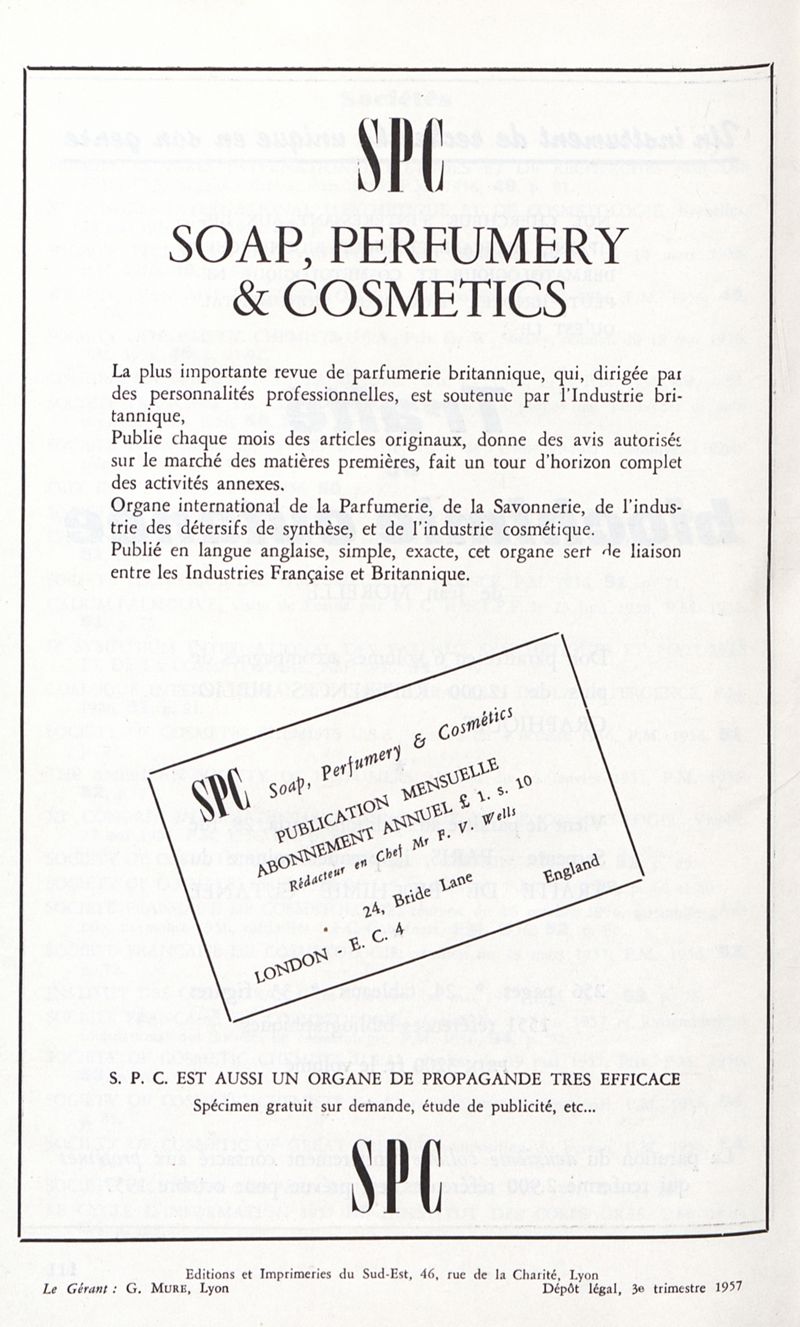 SPC
SOAP, PERFUMERY
& COSMETICS
La plus importante revue de parfumerie britannique, qui, dirigée par
des personnalités professionnelles, est soutenue par l'Industrie bri-
tannique,
Publie chaque mois des articles originaux, donne des avis autorisés
sur le marché des matières premières, fait un tour d'horizon complet
des activités annexes.
Organe international de la Parfumerie, de la Savonnerie, de l'indus-
trie des détersifs de synthèse, et de l'industrie cosmétique.
Publié en langue anglaise, simple, exacte, cet organe sert de liaison
entre les Industries Française et Britannique.
SPC Soap, Perfumery & Cosmétics
PUBLICATION MENSUELLE
ABONNEMENT ANNUEL £ 1. s. 10
Rédacteur en Chef Mr F. V. Wells
24, Bride Lane
LONDON - E. C. 4 England
S. P. C. EST AUSSI UN ORGANE DE PROPAGANDE TRES EFFICACE
Spécimen gratuit sur demande, étude de publicité, etc...
SPC
Editions et Imprimeries du Sud-Est, 46, rue de la Charité, Lyon
Le Gérant : G. MURE, Lyon Dépôt légal, 3e trimestre 1957